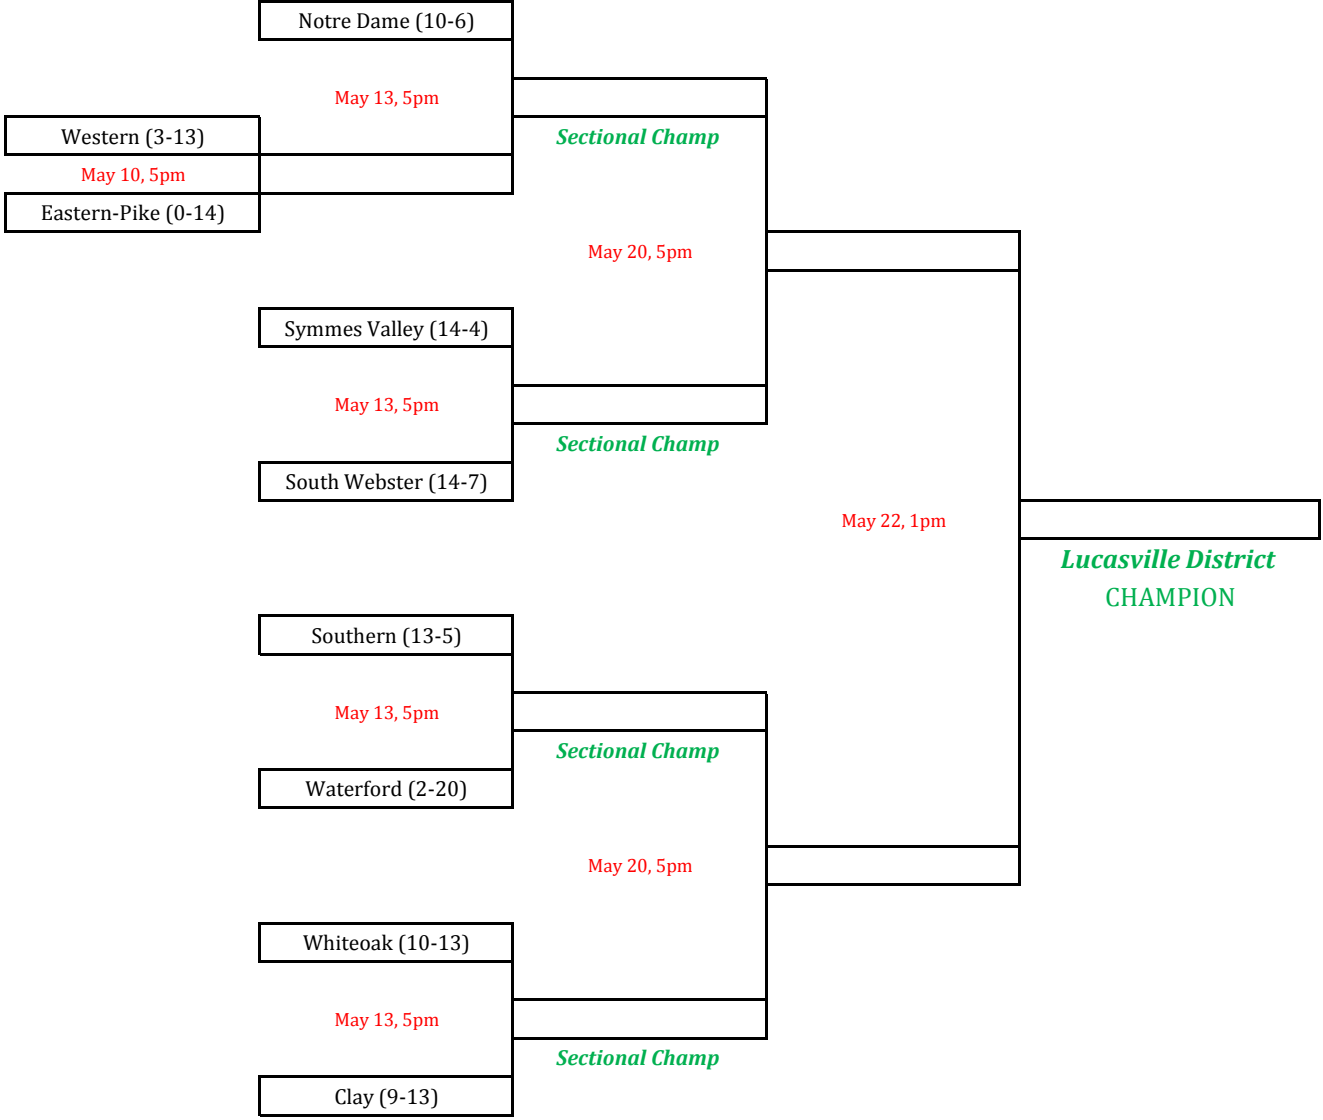 Notre Dame (10-6)
May 13, 5pm
Western (3-13)
Sectional Champ
May 10, 5pm
Eastern-Pike (0-14)
May 20, 5pm
Symmes Valley (14-4)
May 13, 5pm
Sectional Champ
South Webster (14-7)
May 22, 1pm
Lucasville District
CHAMPION
Southern (13-5)
May 13, 5pm
Sectional Champ
Waterford (2-20)
May 20, 5pm
Whiteoak (10-13)
May 13, 5pm
Sectional Champ
Clay (9-13)